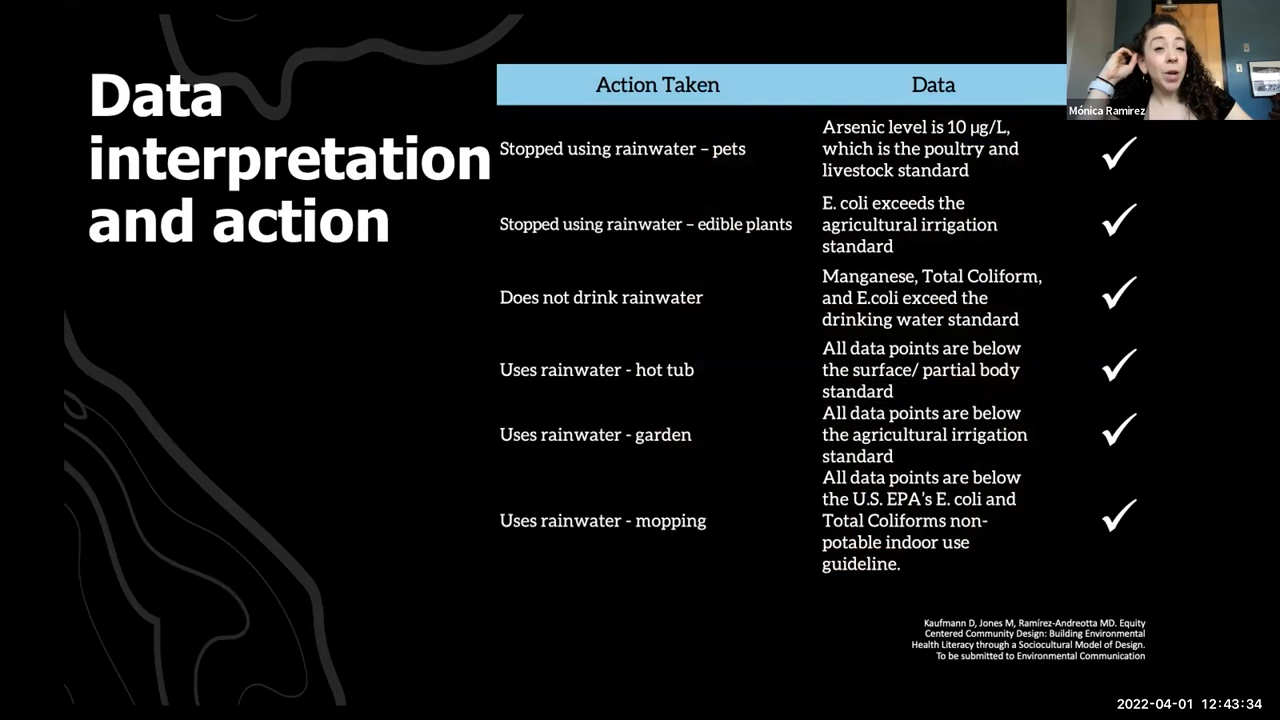 Data
interpretation
and action
Action Taken
Data
Mónica Ramirez
Stopped using rainwater – pets
Arsenic level is 10 µg/L,
which is the poultry and
livestock standard
Stopped using rainwater – edible plants
E. coli exceeds the
agricultural irrigation
standard
Does not drink rainwater
Manganese, Total Coliform,
and E.coli exceed the
drinking water standard
Uses rainwater - hot tub
All data points are below
the surface/ partial body
standard
Uses rainwater - garden
All data points are below
the agricultural irrigation
standard
Uses rainwater - mopping
All data points are below
the U.S. EPA’s E. coli and
Total Coliforms non-
potable indoor use
guideline.
Kaufmann D, Jones M, Ramírez-Andreotta MD. Equity
Centered Community Design: Building Environmental
Health Literacy through a Sociocultural Model of Design.
To be submitted to Environmental Communication
2022-04-01 12:43:34